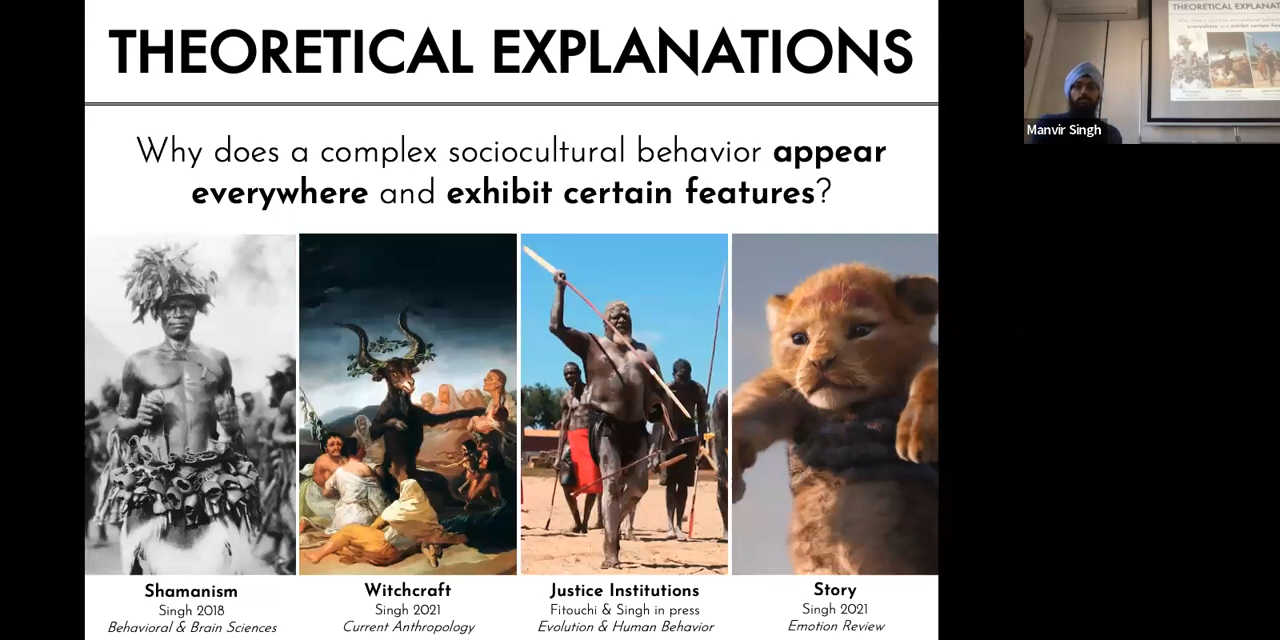 THEORETICAL EXPLANATIONS
Why does a complex sociocultural behavior appear
everywhere and exhibit certain features?
Shamanism
Singh 2018
Behavioral & Brain Sciences
Witchcraft
Singh 2021
Current Anthropology
Justice Institutions
Fitouchi & Singh in press
Evolution & Human Behavior
Story
Singh 2021
Emotion Review
THEORETICAL EXPLANAT
Manvir Singh